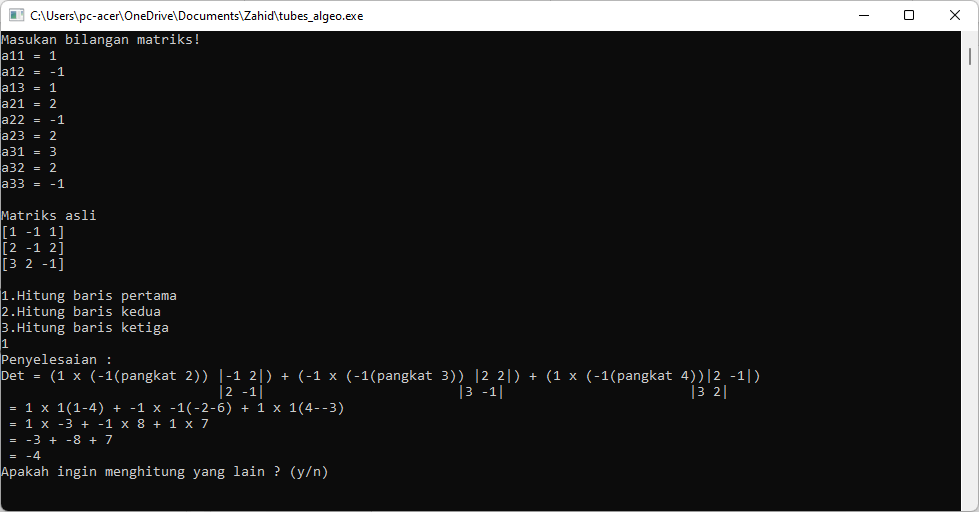 C:\Users\pc-acer\OneDrive\Documents\Zahid\tubes_algeo.exe
Masukan bilangan matriks!
a11 = 1
a12 = -1
a13 = 1
a21 = 2
a22 = -1
a23 = 2
a31 = 3
a32 = 2
a33 = -1
Matriks asli
[1 -1 1]
[2 -1 2]
[3 2 -1]
1.Hitung baris pertama
2.Hitung baris kedua
3.Hitung baris ketiga
1
Penyelesaian :
Det = (1 x (-1(pangkat 2)) |-1 2|) + (-1 x (-1(pangkat 3)) |2 2|) + (1 x (-1(pangkat 4))|2 -1|)
|2 -1| |3 -1| |3 2|
= 1 x 1(1-4) + -1 x -1(-2-6) + 1 x 1(4--3)
= 1 x -3 + -1 x 8 + 1 x 7
= -3 + -8 + 7
= -4
Apakah ingin menghitung yang lain ? (y/n)